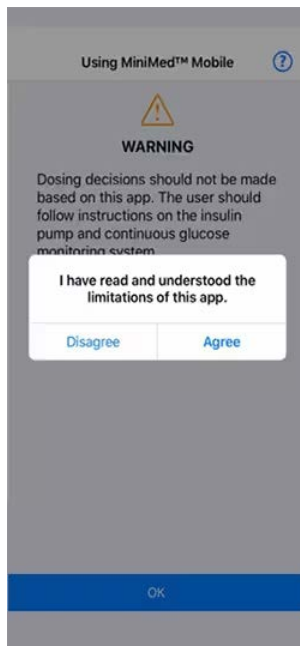 Using MiniMed™ Mobile
?
WARNING
Dosing decisions should not be made
based on this app. The user should
follow instructions on the insulin
pump and continuous glucose
monitoring system
I have read and understood the
limitations of this app.
Disagree
Agree
OK